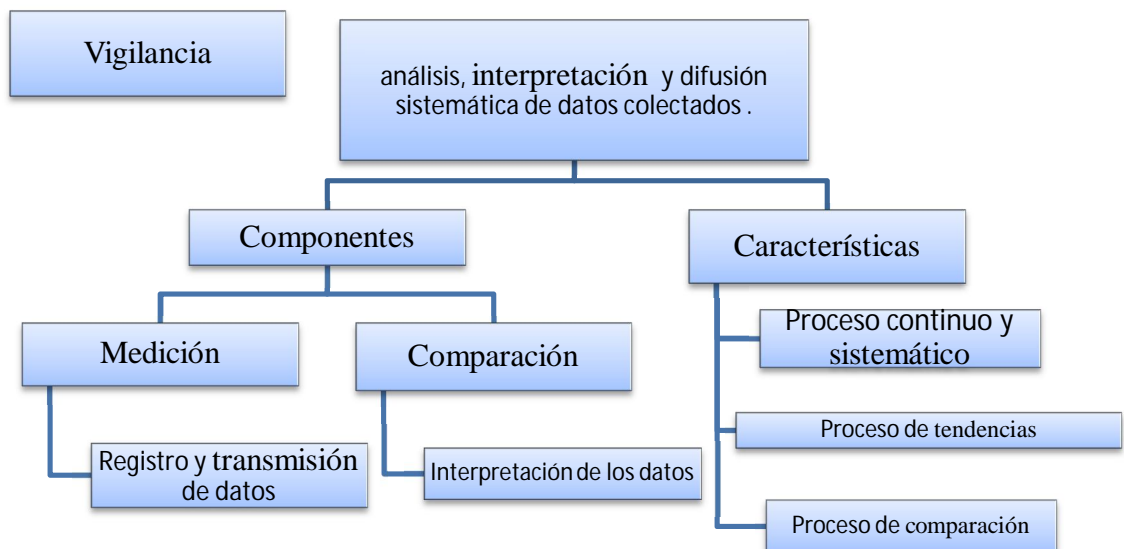 Vigilancia
análisis, interpretación y difusión
sistemática de datos colectados .
Componentes
Características
Medición
Comparación
Proceso continuo y
sistemático
Proceso de tendencias
Registro y transmisión
de datos
Interpretación de los datos
Proceso de comparación